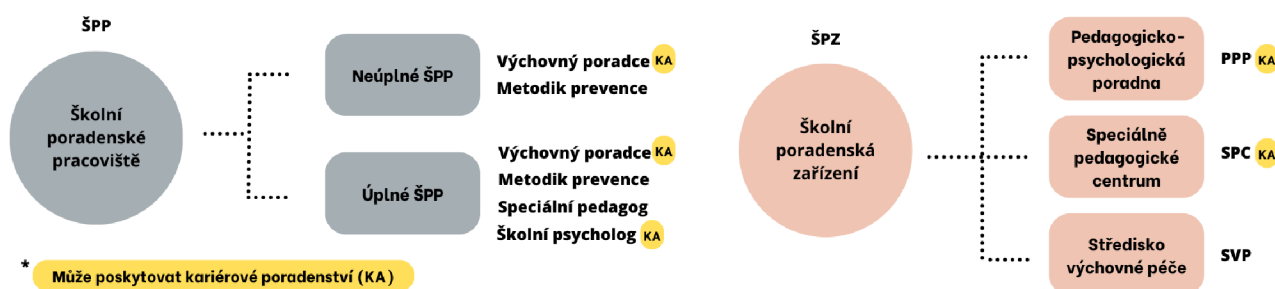 ŠPP
Školní
poradenské
pracoviště
Neúplné ŠPP
Výchovný poradce KA
Metodik prevence
Úplné ŠPP
Výchovný poradce KA
Metodik prevence
Speciální pedagog
Školní psycholog KA
* Může poskytovat kariérové poradenství (KA)
ŠPZ
Školní
poradenská
zařízení
Pedagogicko-
psychologická
poradna
PPP KA
Speciálně
pedagogické
centrum
SPC KA
Středisko
výchovné péče
SVP